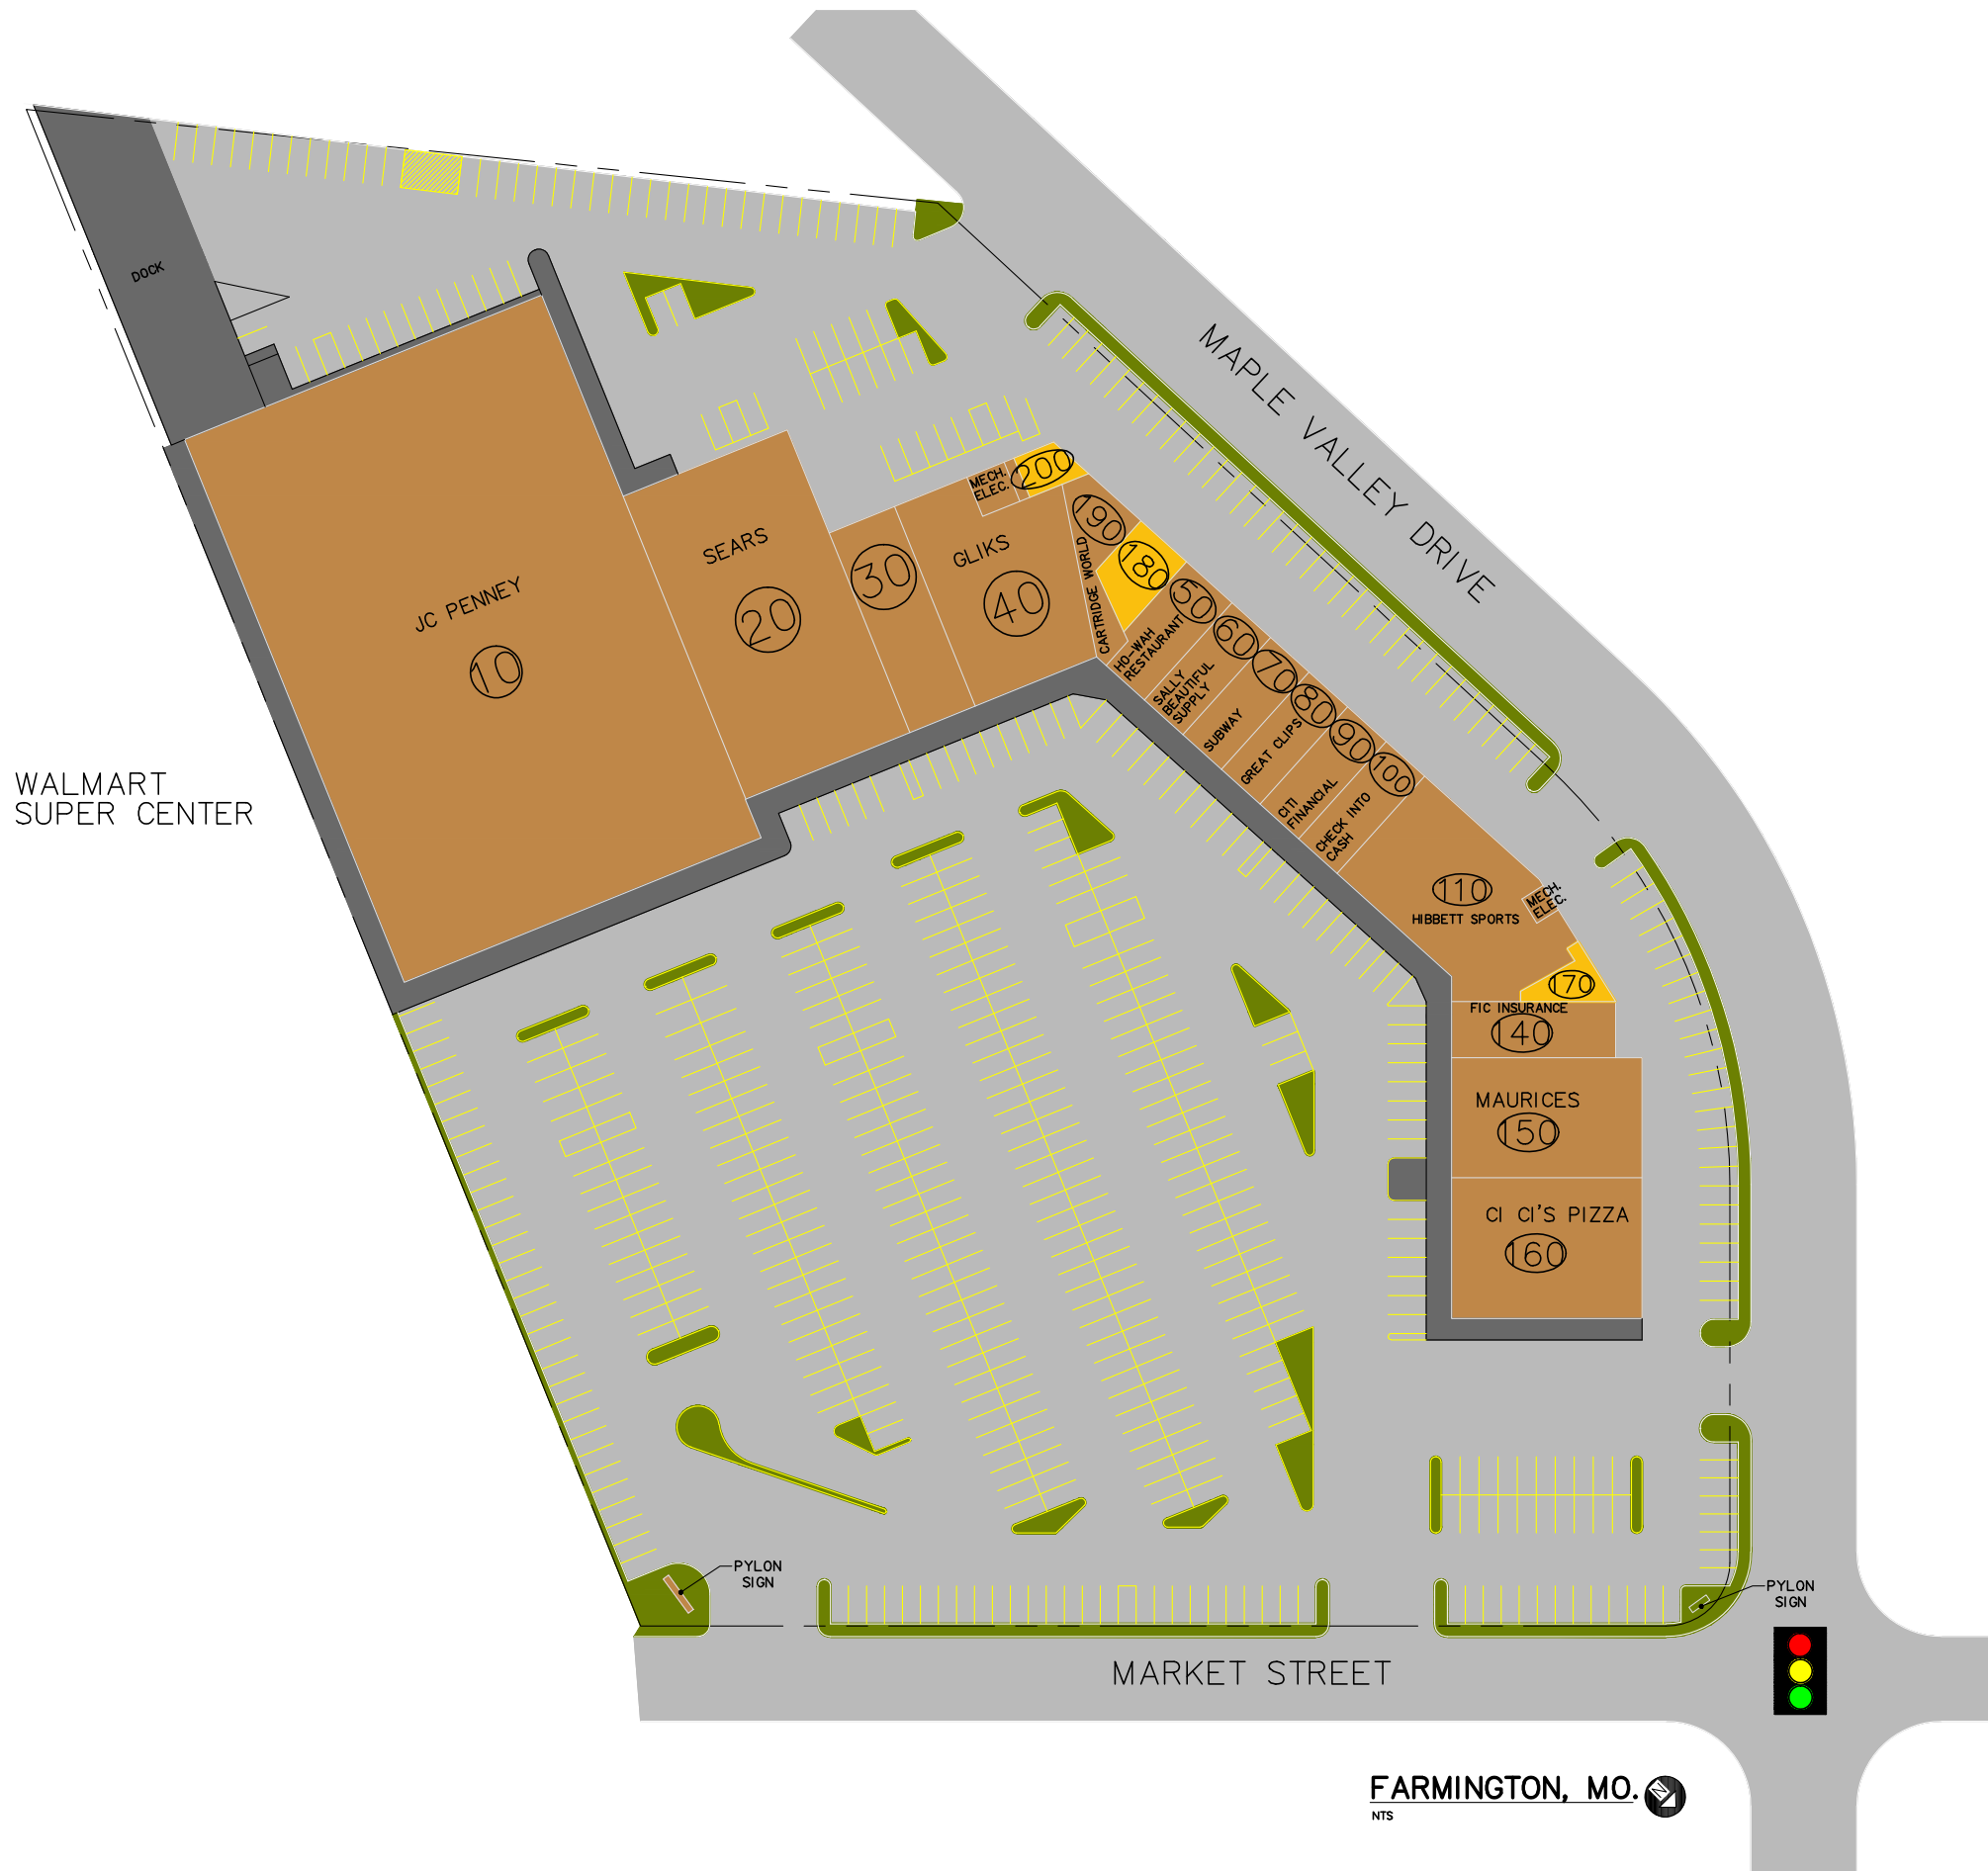 MAPLE VALLEY DRIVE
DOCK
JC PENNEY
10
SEARS
20
30
GLIKS
40
MECH.
ELEC.
200
190
CARTRIDGE WORLD
180
50
HO-WAH
RESTAURANT
60
SALLY
BEAUTIFUL
SUPPLY
70
SUBWAY
80
GREAT CLIPS
90
CITI
FINANCIAL
100
CHECK INTO
CASH
110
HIBBETT SPORTS
MECH.
ELEC.
170
FIC INSURANCE
140
MAURICES
150
CI CI'S PIZZA
160
WALMART
SUPER CENTER
PYLON
SIGN
PYLON
SIGN
MARKET STREET
FARMINGTON, MO.
N
NTS